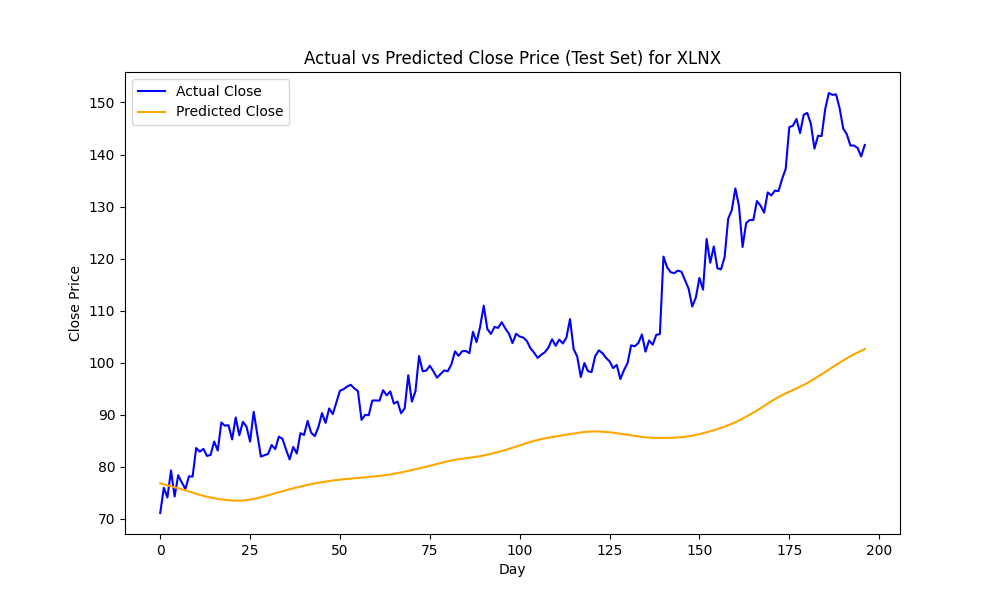 Actual vs Predicted Close Price (Test Set) for XLNX
Actual Close
Predicted Close
150
140
130
120
110
100
90
80
70
Close Price
0 25 50 75 100 125 150 175 200
Day